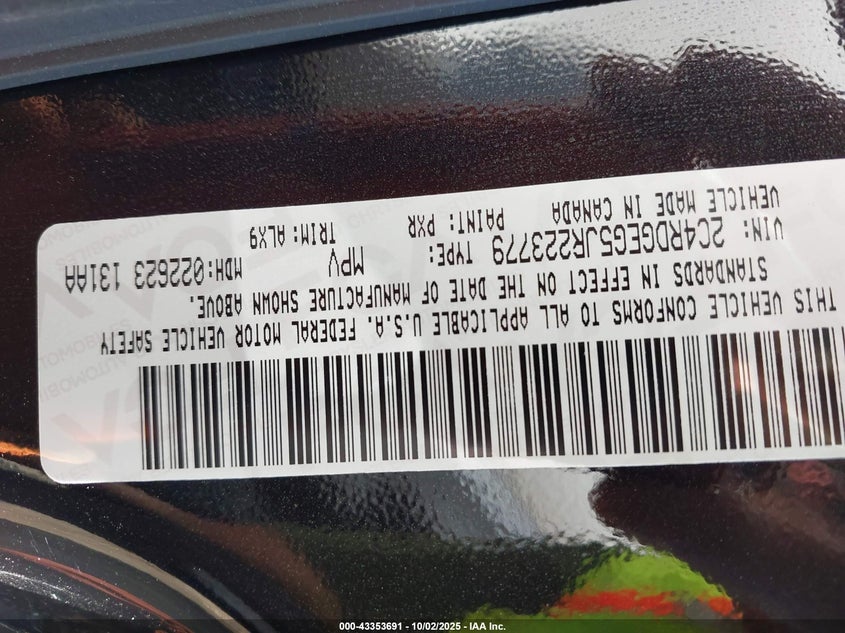 THIS VEHICLE CONFORMS TO ALL APPLICABLE U.S.A. FEDERAL MOTOR VEHICLE SAFETY
STANDARDS IN EFFECT ON THE DATE OF MANUFACTURE SHOWN ABOVE.
VIN: 2C4RDGEG5JR223779 TYPE: MPV MDH:022623 131AA
VEHICLE MADE IN CANADA PAINT: PXR TRIM: ALX9
000-43353691 - 10/02/2025 - IAA Inc.